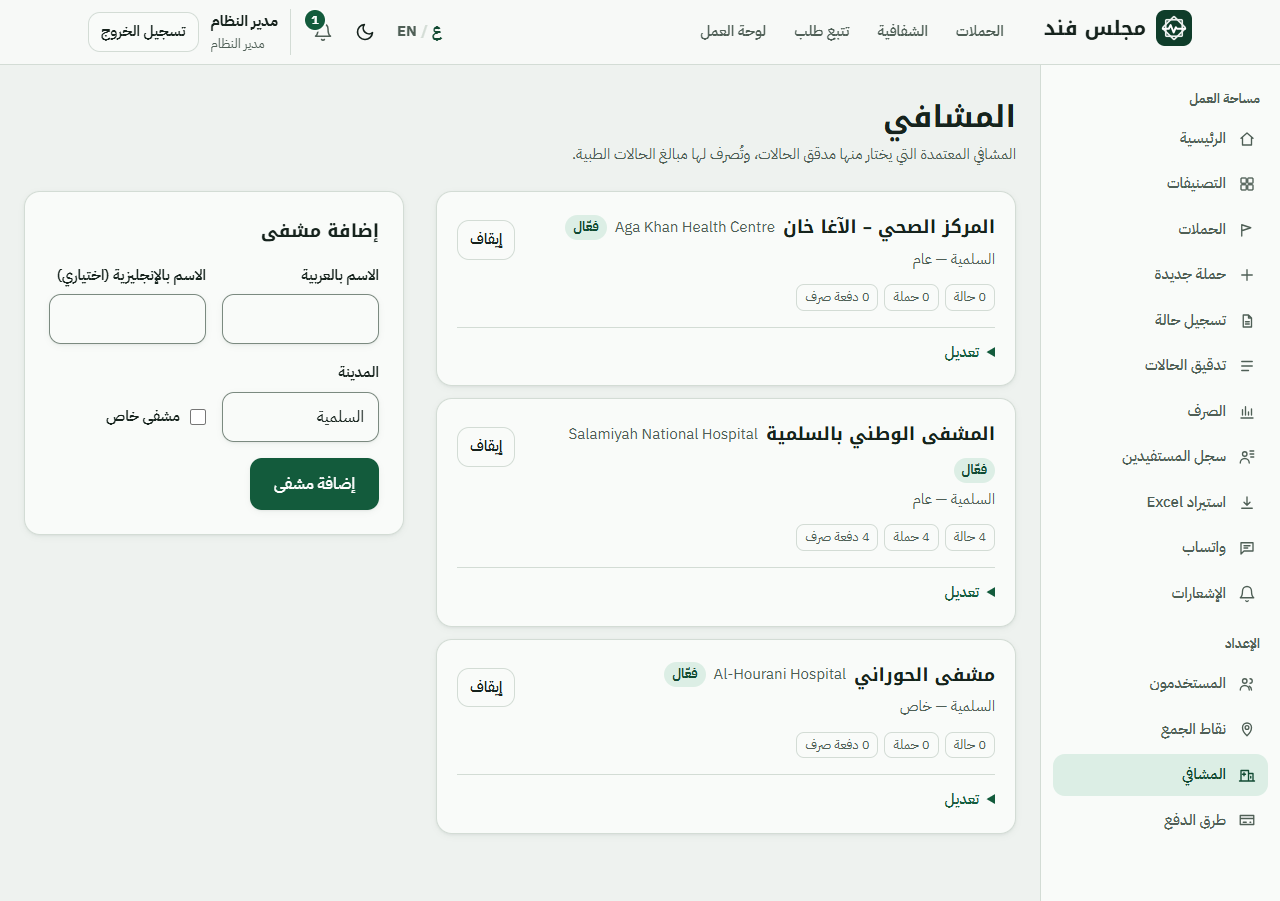 مجلس فند
الحملات
الشفافية
تتبع طلب
لوحة العمل
ع / EN
1
مدير النظام
مدير النظام
تسجيل الخروج
مساحة العمل
الرئيسية
التصنيفات
الحملات
حملة جديدة
تسجيل حالة
تدقيق الحالات
الصرف
سجل المستفيدين
استيراد Excel
واتساب
الإشعارات
الإعداد
المستخدمون
نقاط الجمع
المشافي
طرق الدفع
المشافي
المشافي المعتمدة التي يختار منها مدقق الحالات، وتُصرف لها مبالغ الحالات الطبية.
المركز الصحي – الآغا خان Aga Khan Health Centre فعّال
إيقاف
السلمية — عام
0 حالة
0 حملة
0 دفعة صرف
تعديل
المشفى الوطني بالسلمية Salamiyah National Hospital
فعّال
إيقاف
السلمية — عام
4 حالة
4 حملة
4 دفعة صرف
تعديل
مشفى الحوراني Al-Hourani Hospital فعّال
إيقاف
السلمية — خاص
0 حالة
0 حملة
0 دفعة صرف
تعديل
إضافة مشفى
الاسم بالعربية
الاسم بالإنجليزية (اختياري)
المدينة
السلمية
مشفى خاص
إضافة مشفى